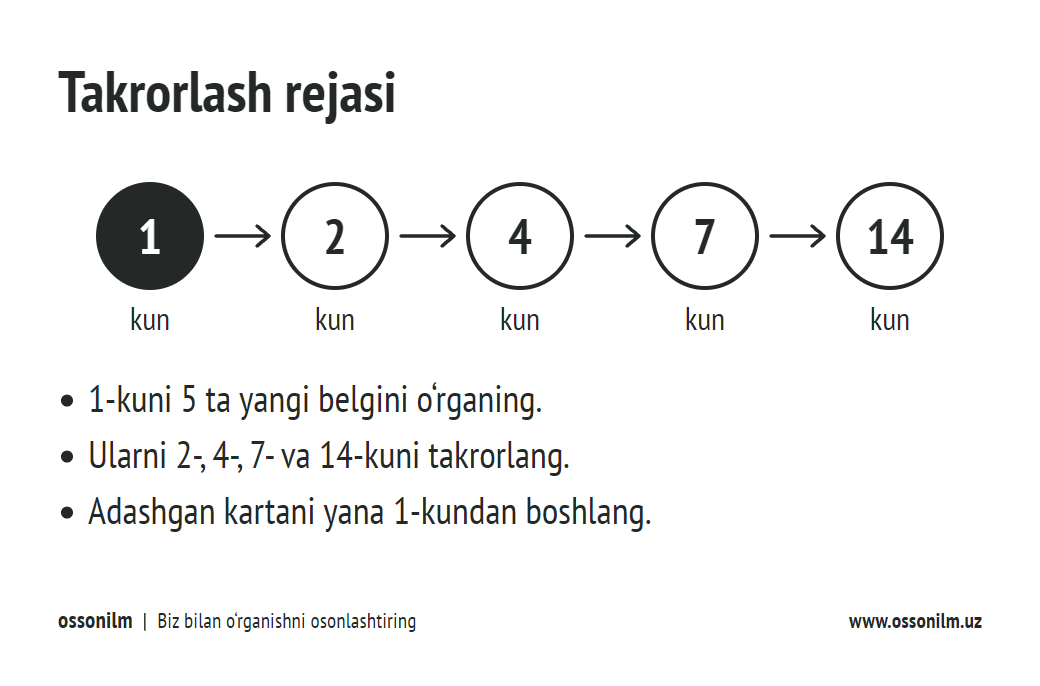 Takrorlash rejasi
1 → 2 → 4 → 7 → 14
kun kun kun kun kun
• 1-kuni 5 ta yangi belgini o‘rganing.
• Ularni 2-, 4-, 7- va 14-kuni takrorlang.
• Adashgan kartani yana 1-kundan boshlang.
ossonilm | Biz bilan o‘rganishni osonlashtiring www.ossonilm.uz